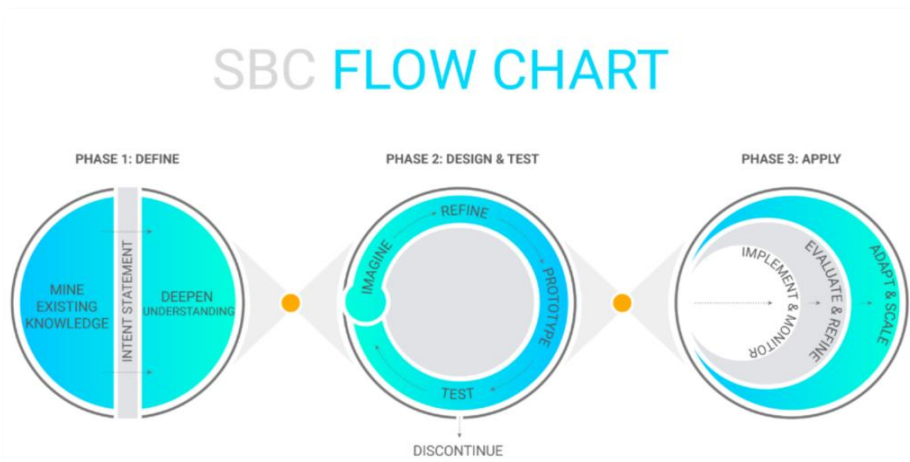 SBC FLOW CHART
PHASE 1: DEFINE
MINE
EXISTING
KNOWLEDGE
INTENT STATEMENT
DEEPEN
UNDERSTANDING
PHASE 2: DESIGN & TEST
IMAGINE
REFINE
PROTOTYPE
TEST
DISCONTINUE
PHASE 3: APPLY
IMPLEMENT & MONITOR
EVALUATE & REFINE
ADAPT & SCALE